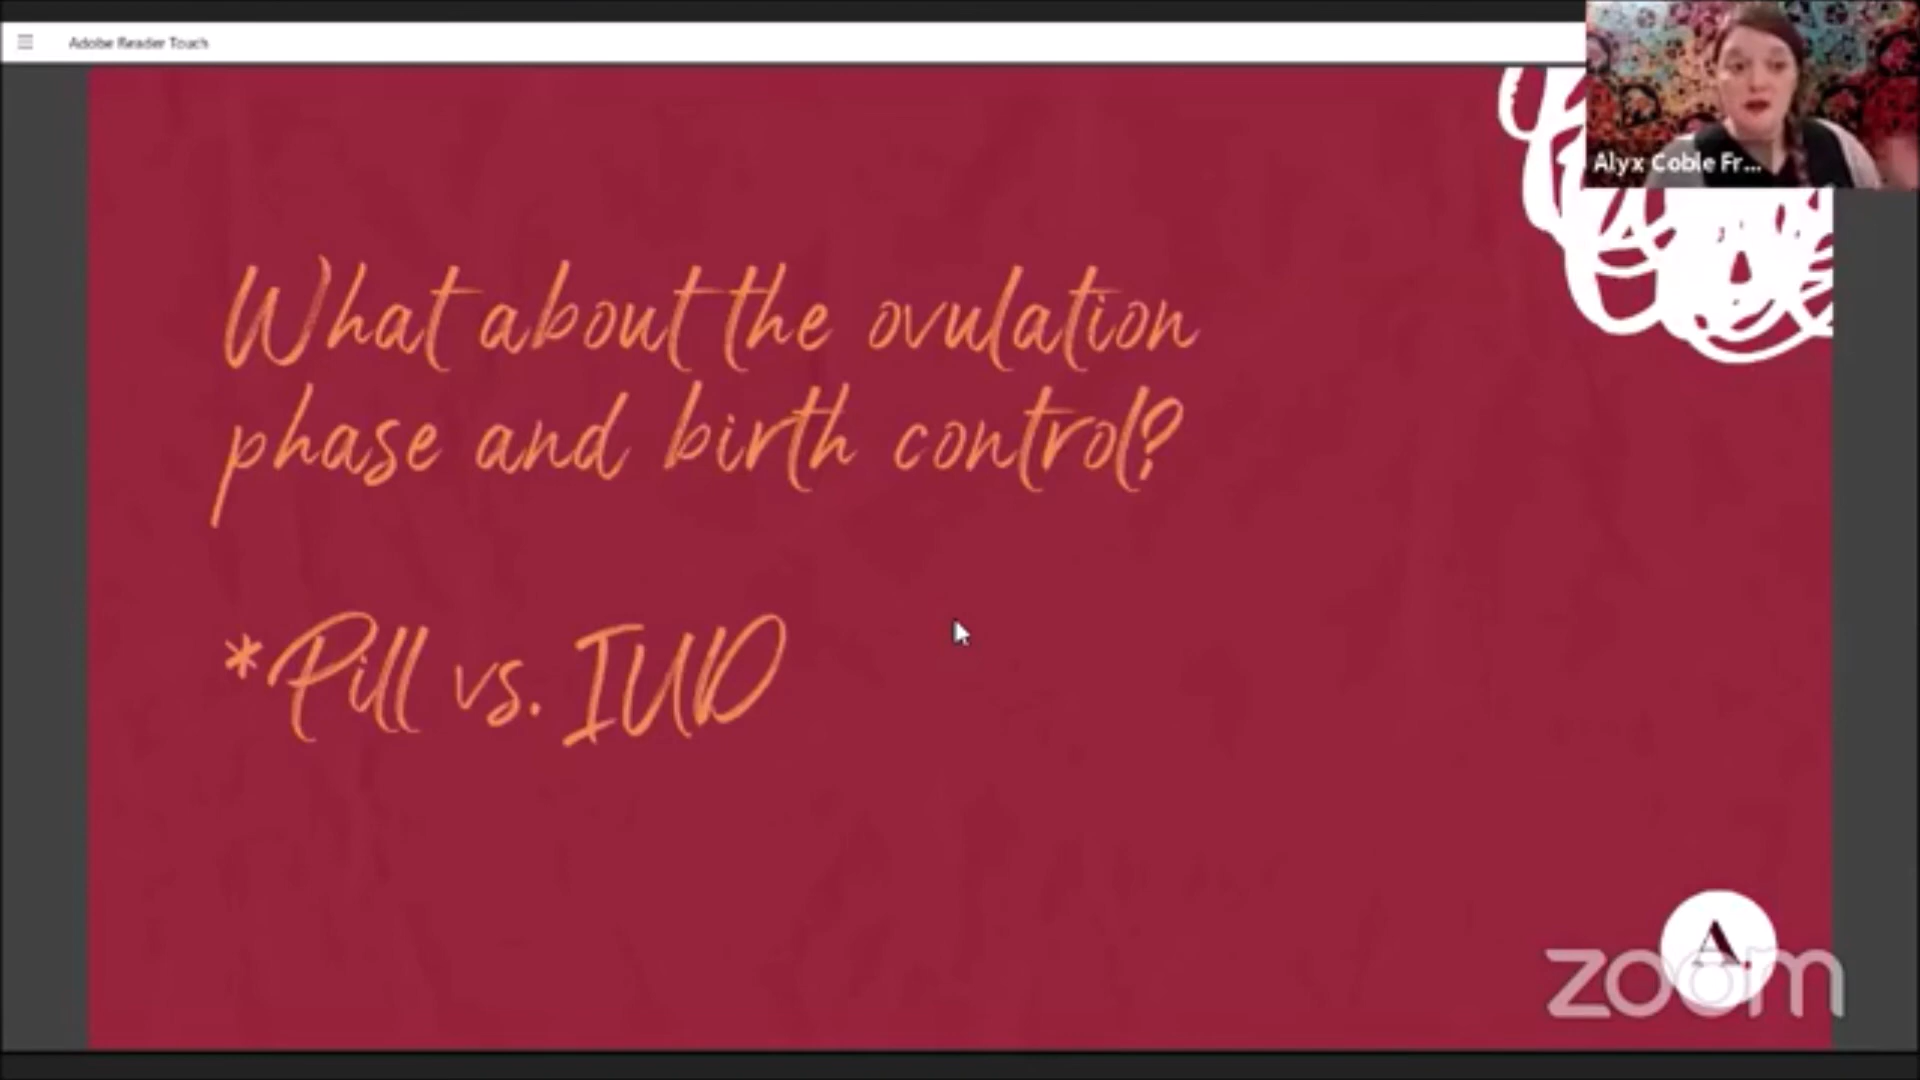 Adobe Reader Touch
Alyx Coble Fr...
What about the ovulation
phase and birth control?
*Pill vs. IUD
A.
zoom